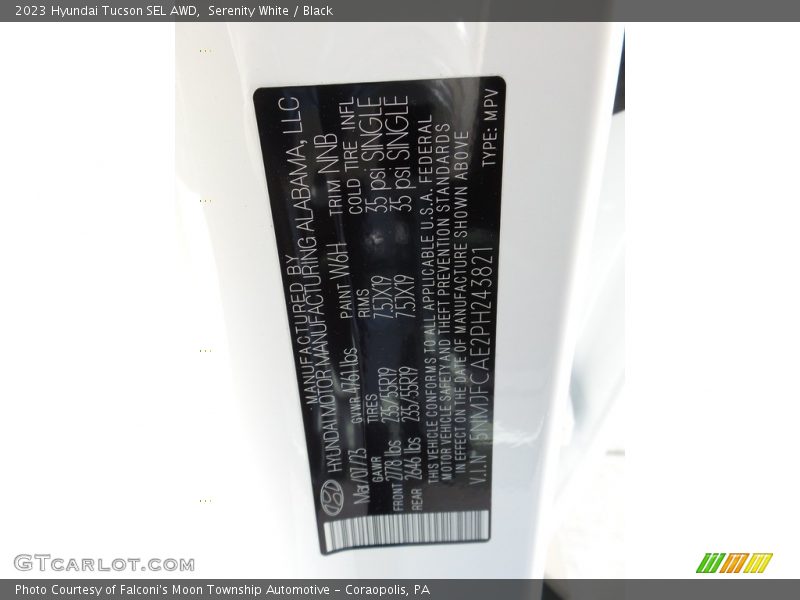 2023 Hyundai Tucson SEL AWD,  Serenity White / Black
MANUFACTURED BY
HYUNDAI MOTOR MANUFACTURING ALABAMA, LLC
Mar/07/23 GVWR 4761 lbs PAINT W6H TRIM NNB
GAWR TIRES RIMS COLD TIRE INFL
FRONT 2778 lbs 235/55R19 7.5JX19 35 psi SINGLE
REAR 2646 lbs 235/55R19 7.5JX19 35 psi SINGLE
THIS VEHICLE CONFORMS TO ALL APPLICABLE U.S.A. FEDERAL
MOTOR VEHICLE SAFETY AND THEFT PREVENTION STANDARDS
IN EFFECT ON THE DATE OF MANUFACTURE SHOWN ABOVE
V.I.N: 5NMJFCAE2PH243821 TYPE: MPV
GTcarlot.com
Photo Courtesy of Falconi's Moon Township Automotive - Coraopolis, PA